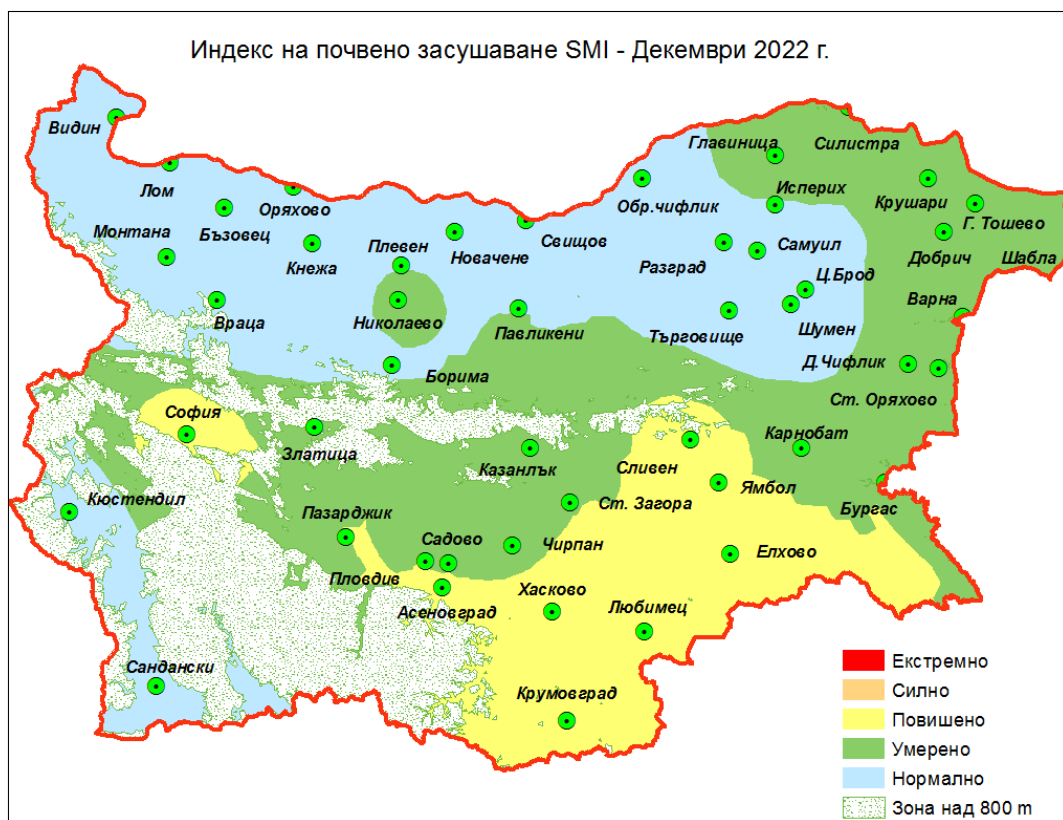 Индекс на почвено засушаване SMI - Декември 2022 г.
Видин
Главиница
Силистра
Лом
Исперих
Оряхово
Обр.чифлик
Крушари
Монтана
Бъзовец
Г. Тошево
Свищов
Плевен
Новачене
Кнежа
Разград
Самуил
Добрич
Шабла
Ц.Брод
Варна
Враца
Николаево
Павликени
Търговище
Шумен
Борима
Д.Чифлик
Ст. Оряхово
София
Златица
Карнобат
Казанлък
Сливен
Ямбол
Кюстендил
Ст. Загора
Бургас
Пазарджик
Садово
Чирпан
Елхово
Пловдив
Хасково
Асеновград
Любимец
Сандански
Крумовград
Екстремно
Силно
Повишено
Умерено
Нормално
Зона над 800 m